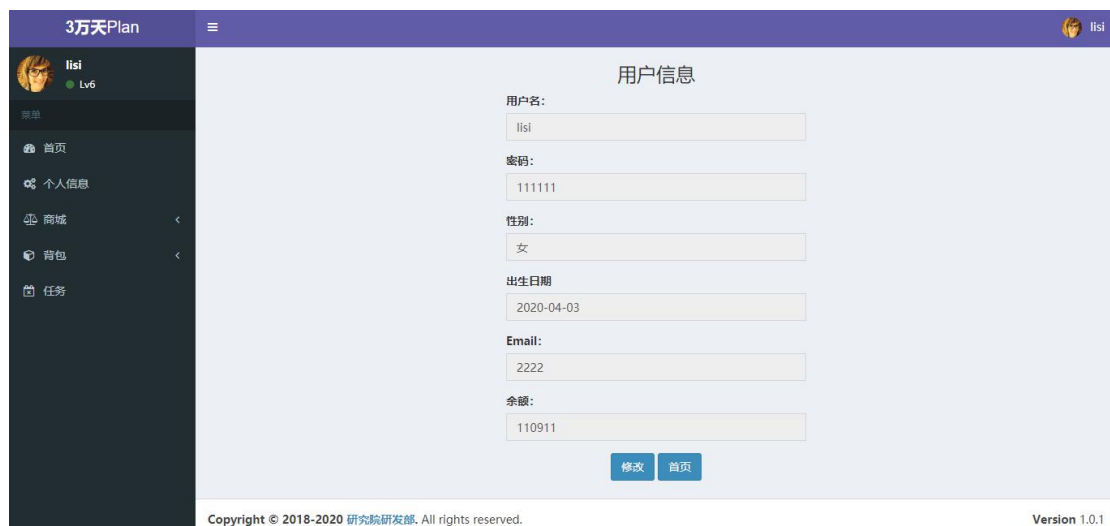 3万天Plan
lisi
lisi
Lv6
菜单
首页
个人信息
商城
背包
任务
用户信息
用户名：
lisi
密码：
111111
性别：
女
出生日期
2020-04-03
Email：
2222
余额：
110911
修改 首页
Copyright © 2018-2020 研究院研发部. All rights reserved.
Version 1.0.1